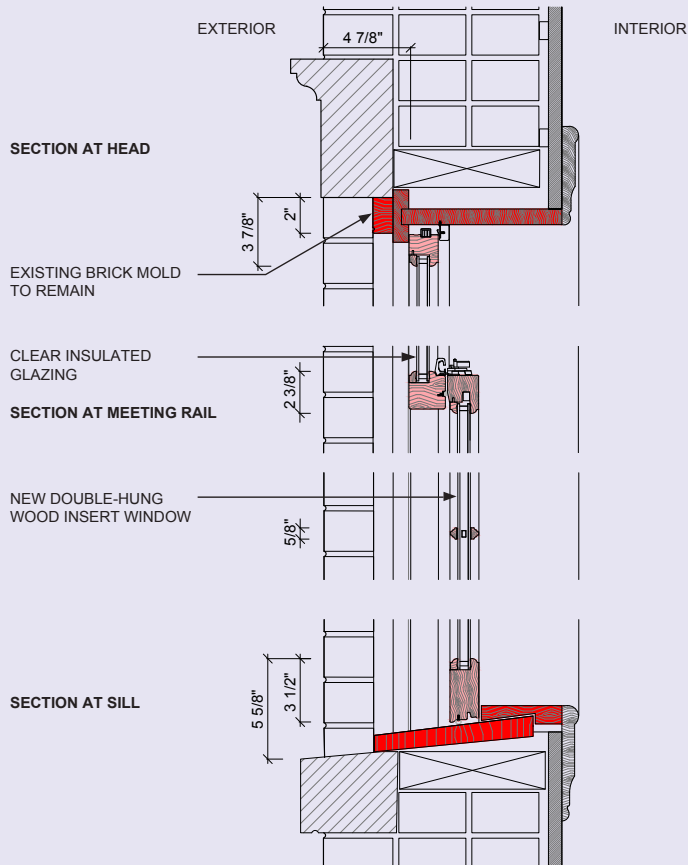 EXTERIOR
INTERIOR
4 7/8"
SECTION AT HEAD
2"
3 7/8"
EXISTING BRICK MOLD
TO REMAIN
CLEAR INSULATED
GLAZING
2 3/8"
SECTION AT MEETING RAIL
NEW DOUBLE-HUNG
WOOD INSERT WINDOW
5/8"
SECTION AT SILL
3 1/2"
5 5/8"